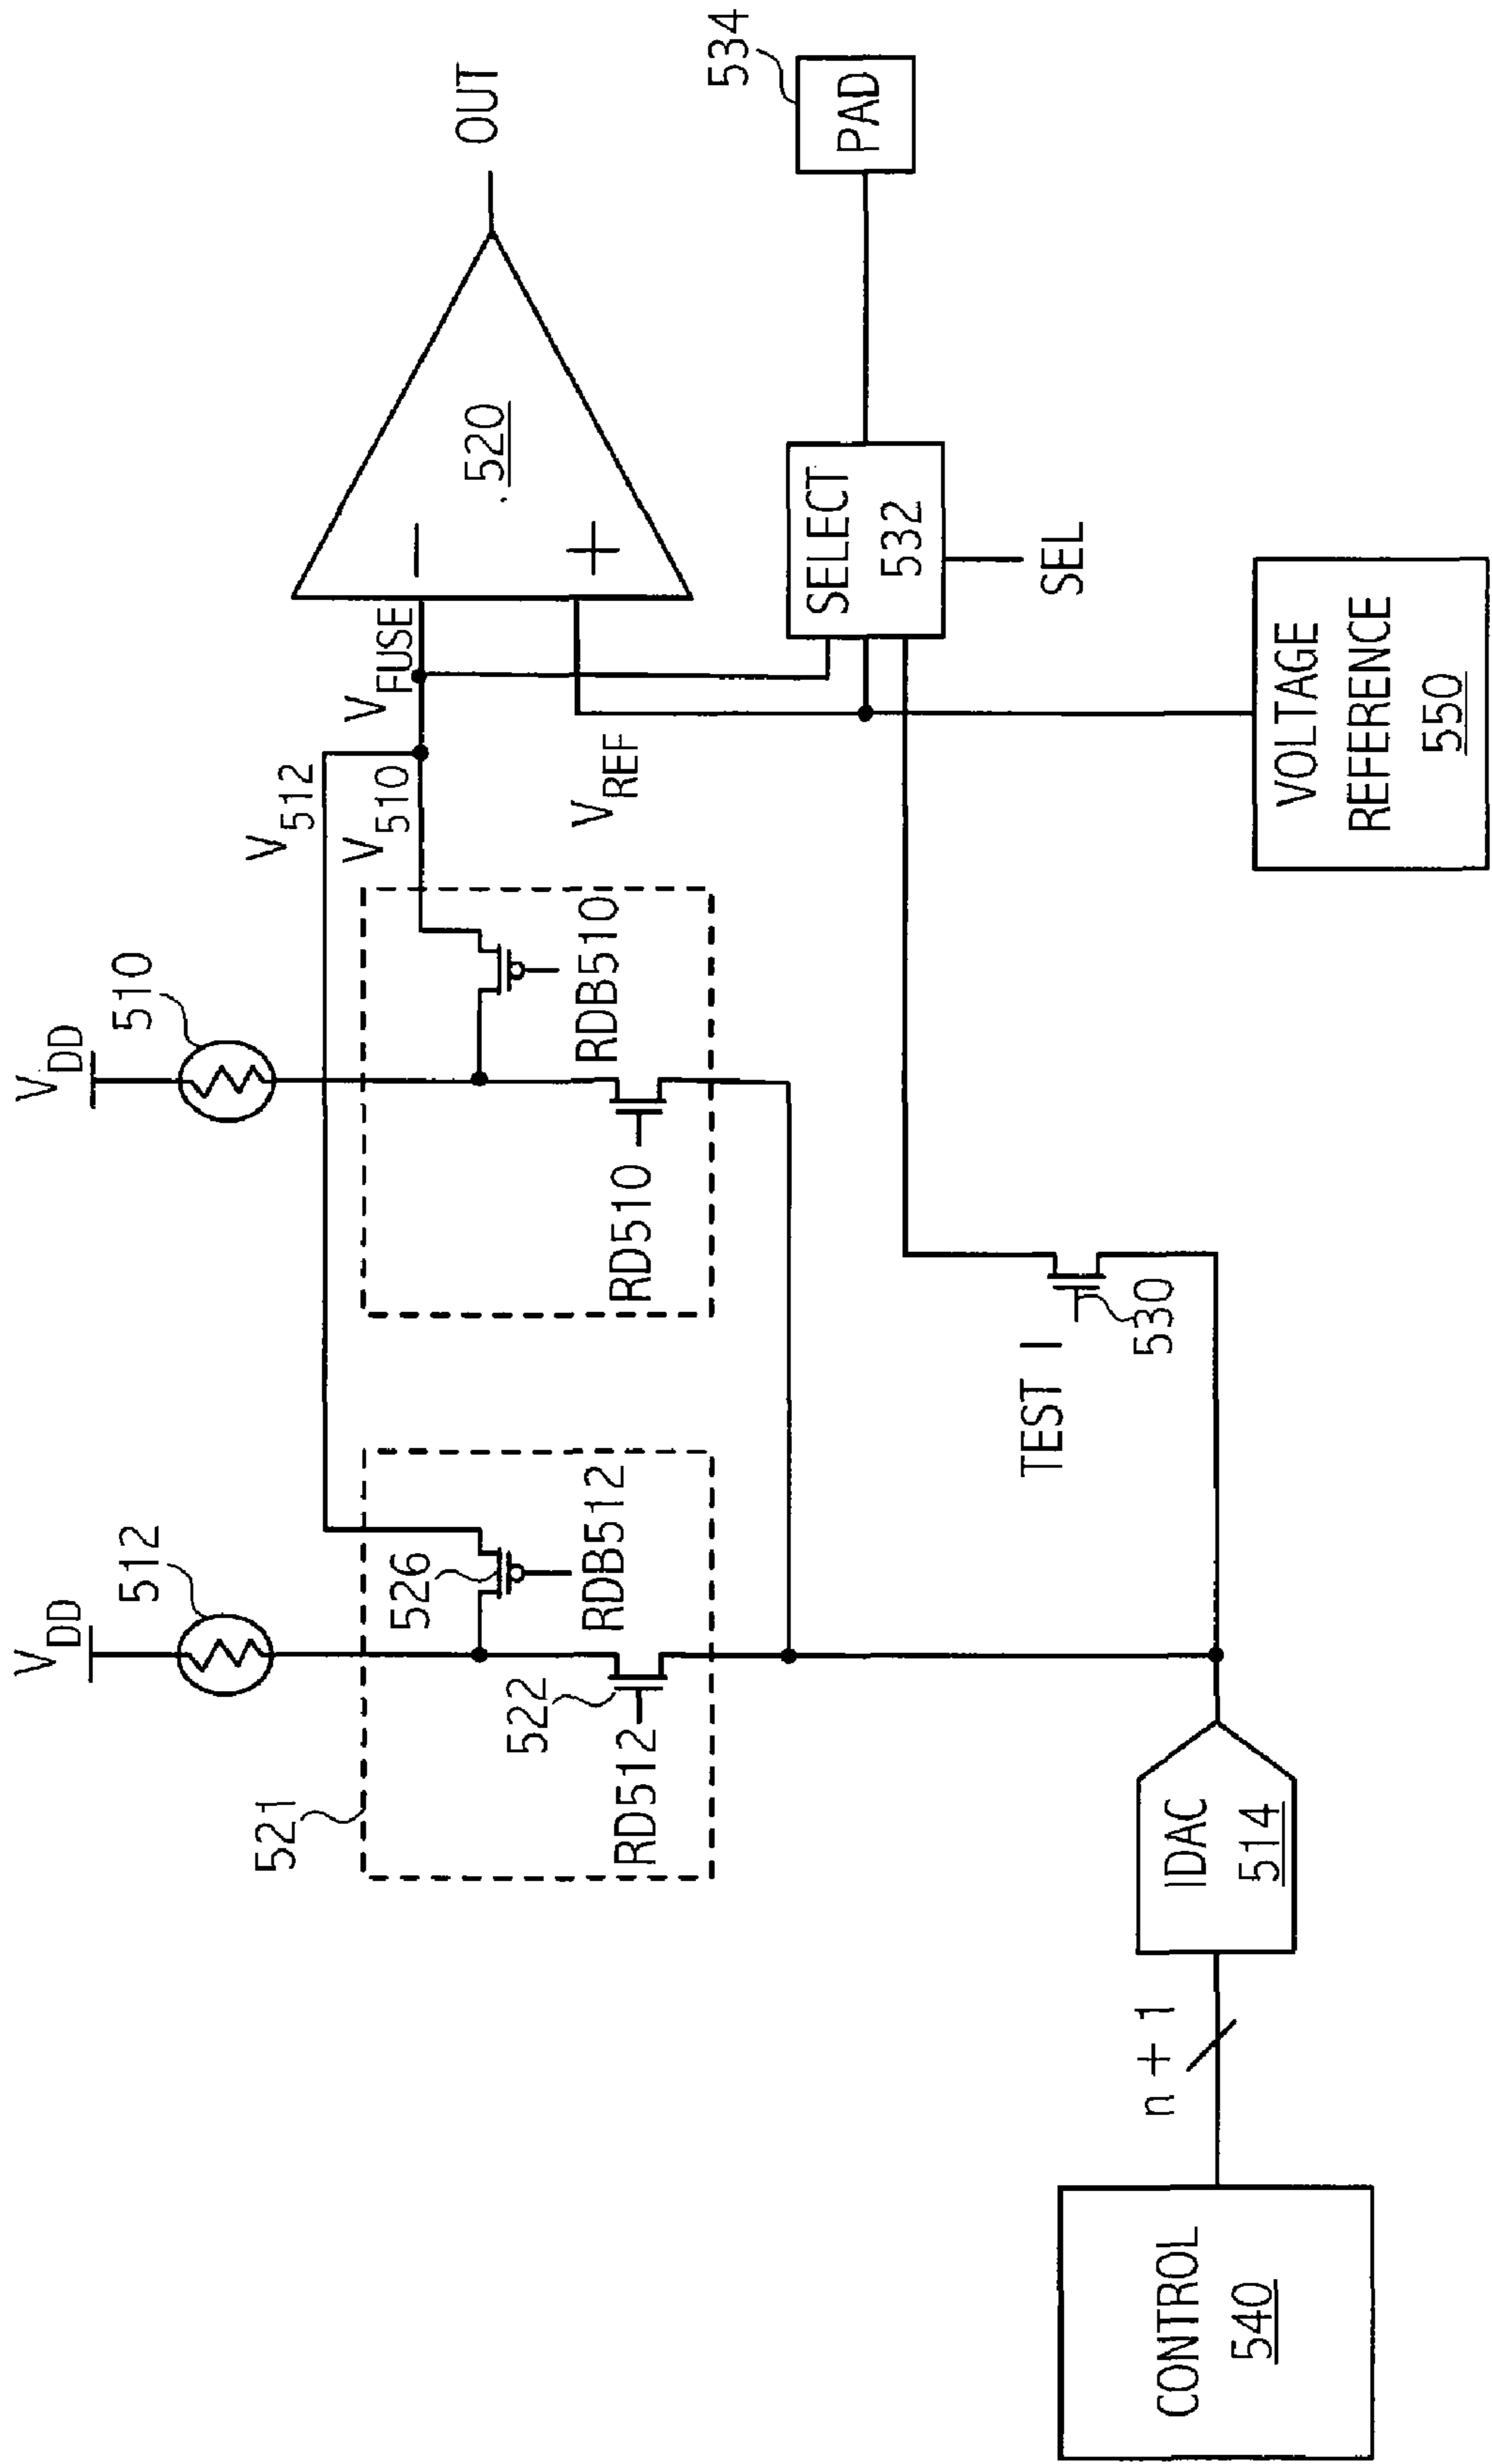 VDD
512
VDD
510
V512
V510
VFUSE
VREF
521
522
526
RD512
RDB512
RD510
RDB510
−
+
520
OUT
SELECT
532
SEL
534
PAD
TEST I
530
CONTROL
540
n + 1
IDAC
514
VOLTAGE
REFERENCE
550